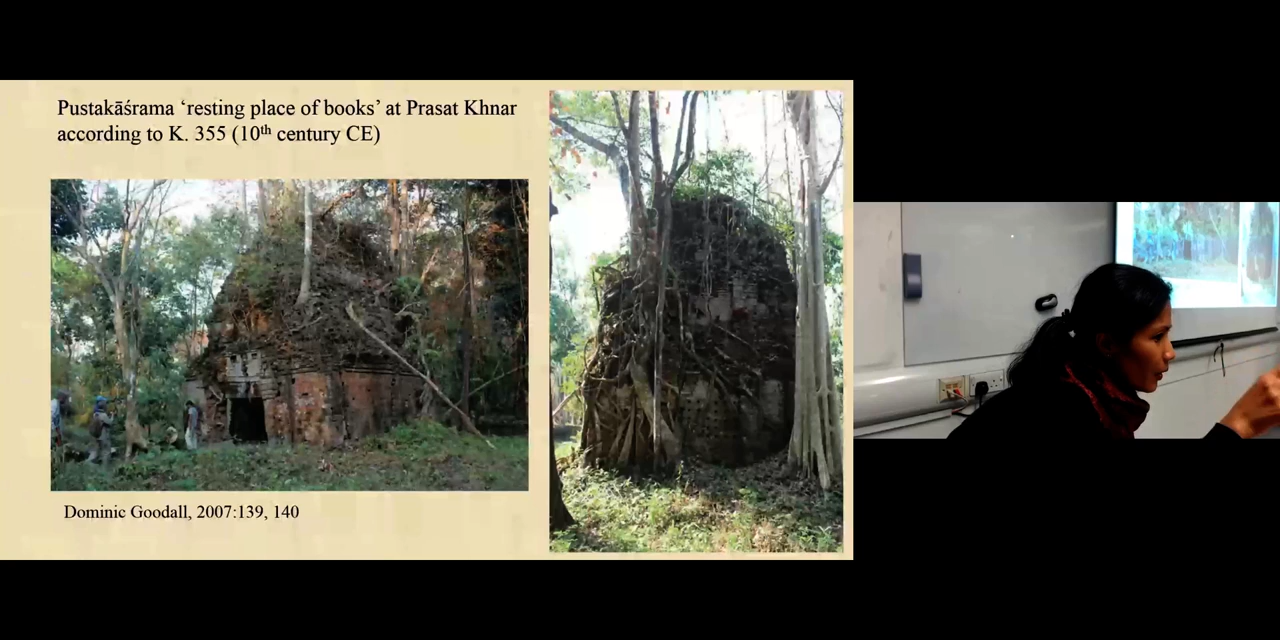 Pustakāśrama ‘resting place of books’ at Prasat Khnar
according to K. 355 (10th century CE)
Dominic Goodall, 2007:139, 140